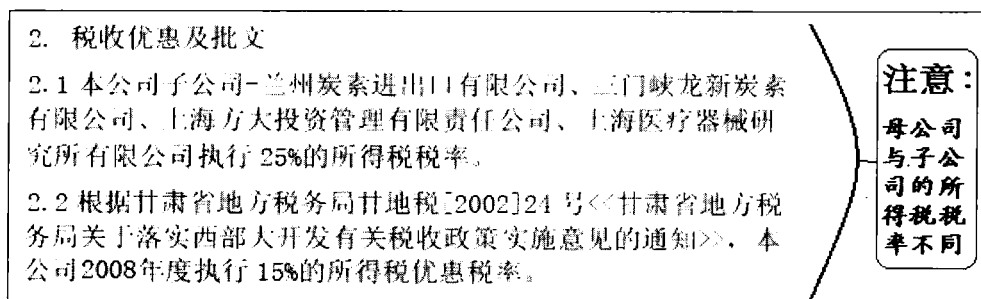 2. 税收优惠及批文
2.1 本公司子公司-兰州炭素进出口有限公司、三门峡龙新炭素
有限公司、上海方大投资管理有限责任公司、上海医疗器械研
究所有限公司执行 25%的所得税税率。
2.2 根据甘肃省地方税务局甘地税[2002]24 号<<甘肃省地方税
务局关于落实西部大开发有关税收政策实施意见的通知>>，本
公司2008年度执行 15%的所得税优惠税率。
注意：
母公司
与子公
司的所
得税税
率不同